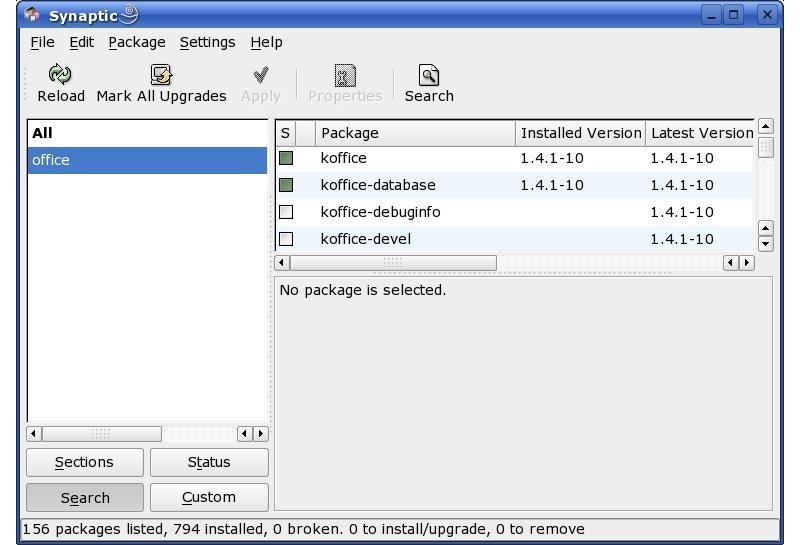 Synaptic
File Edit Package Settings Help
Reload Mark All Upgrades Apply Properties Search
All
office
S Package Installed Version Latest Version
koffice 1.4.1-10 1.4.1-10
koffice-database 1.4.1-10 1.4.1-10
koffice-debuginfo 1.4.1-10
koffice-devel 1.4.1-10
No package is selected.
Sections Status
Search Custom
156 packages listed, 794 installed, 0 broken. 0 to install/upgrade, 0 to remove